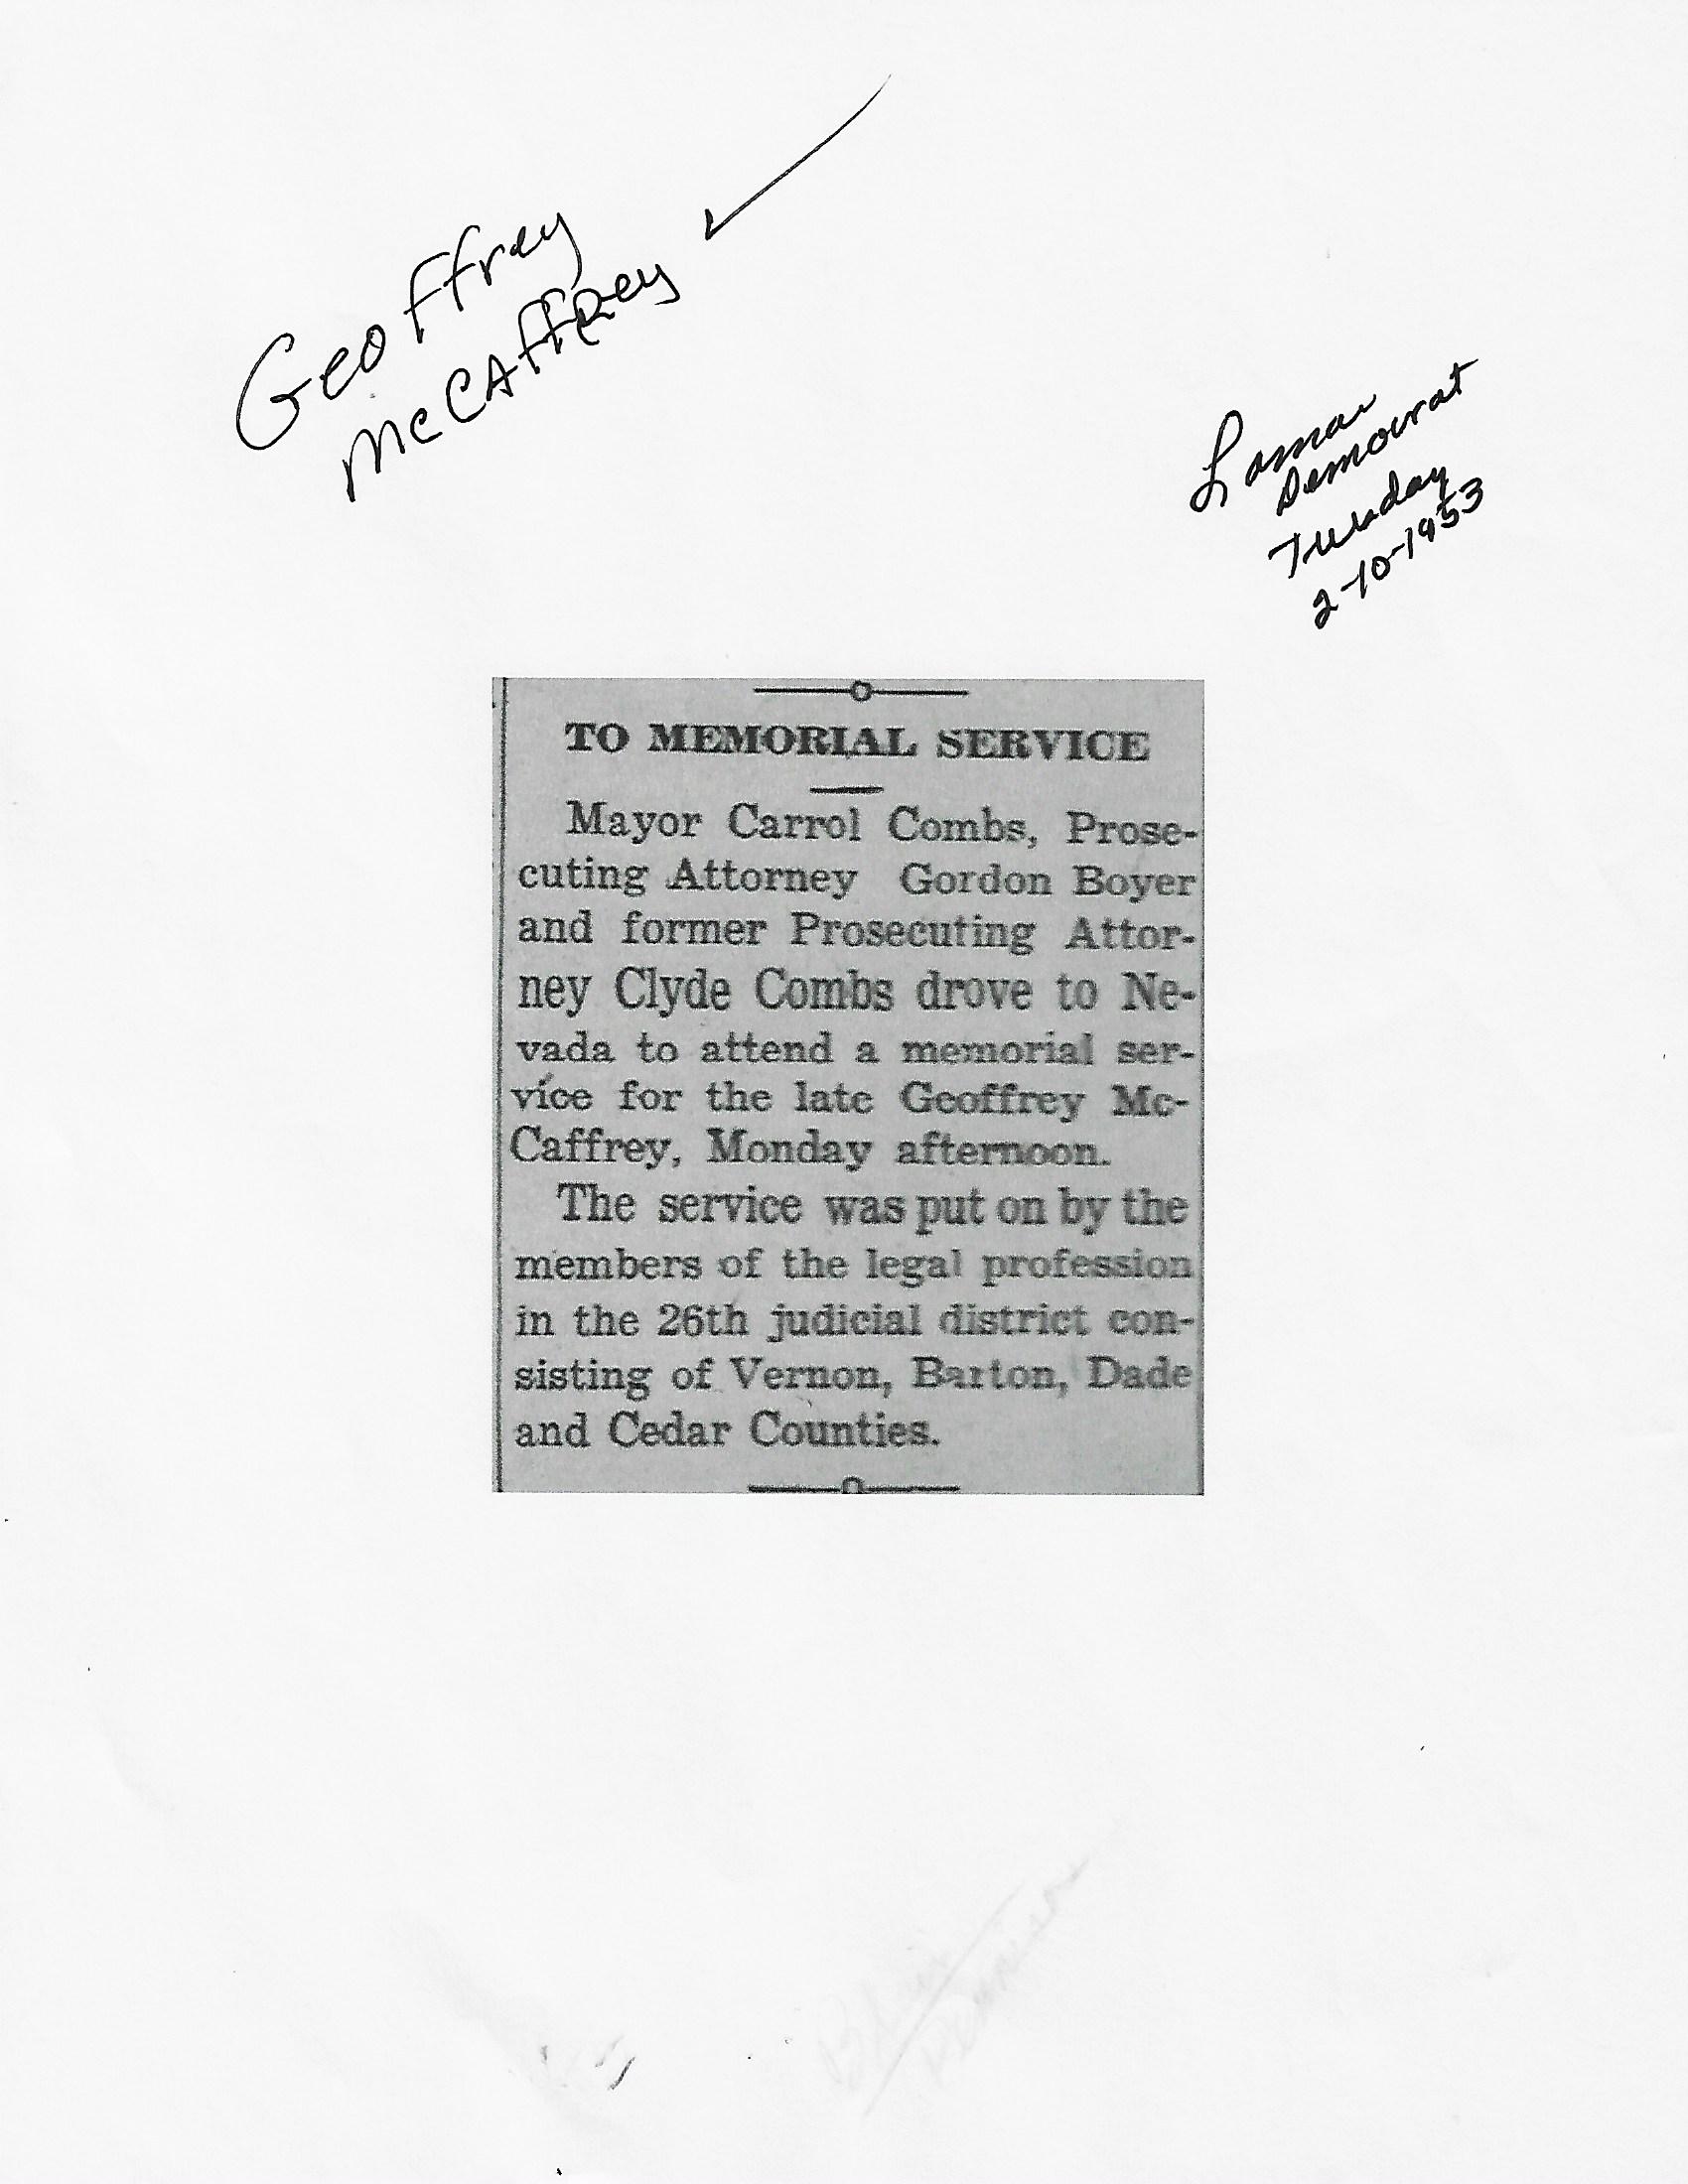 Geoffrey
McCaffrey
Lamar
Democrat
Tuesday
2-10-1953
TO MEMORIAL SERVICE
Mayor Carrol Combs, Prose-
cuting Attorney Gordon Boyer
and former Prosecuting Attor-
ney Clyde Combs drove to Ne-
vada to attend a memorial ser-
vice for the late Geoffrey Mc-
Caffrey, Monday afternoon.
The service was put on by the
members of the legal profession
in the 26th judicial district con-
sisting of Vernon, Barton, Dade
and Cedar Counties.